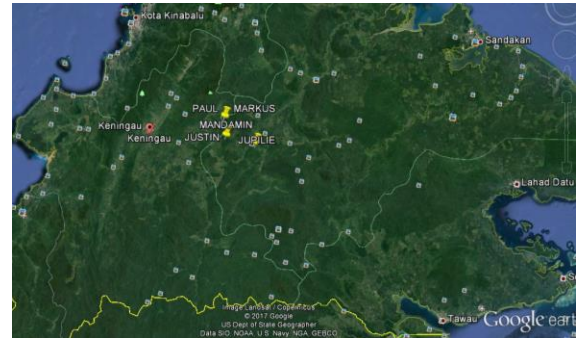 Kota Kinabalu
Sandakan
PAUL MARKUS
Keningau
MANDAMIN
Keningau
JUSTIN JUPILIE
Lahad Datu
Tawau
Image Landsat / Copernicus
© 2017 Google
US Dept of State Geographer
Data SIO, NOAA, U.S. Navy, NGA, GEBCO
Google earth